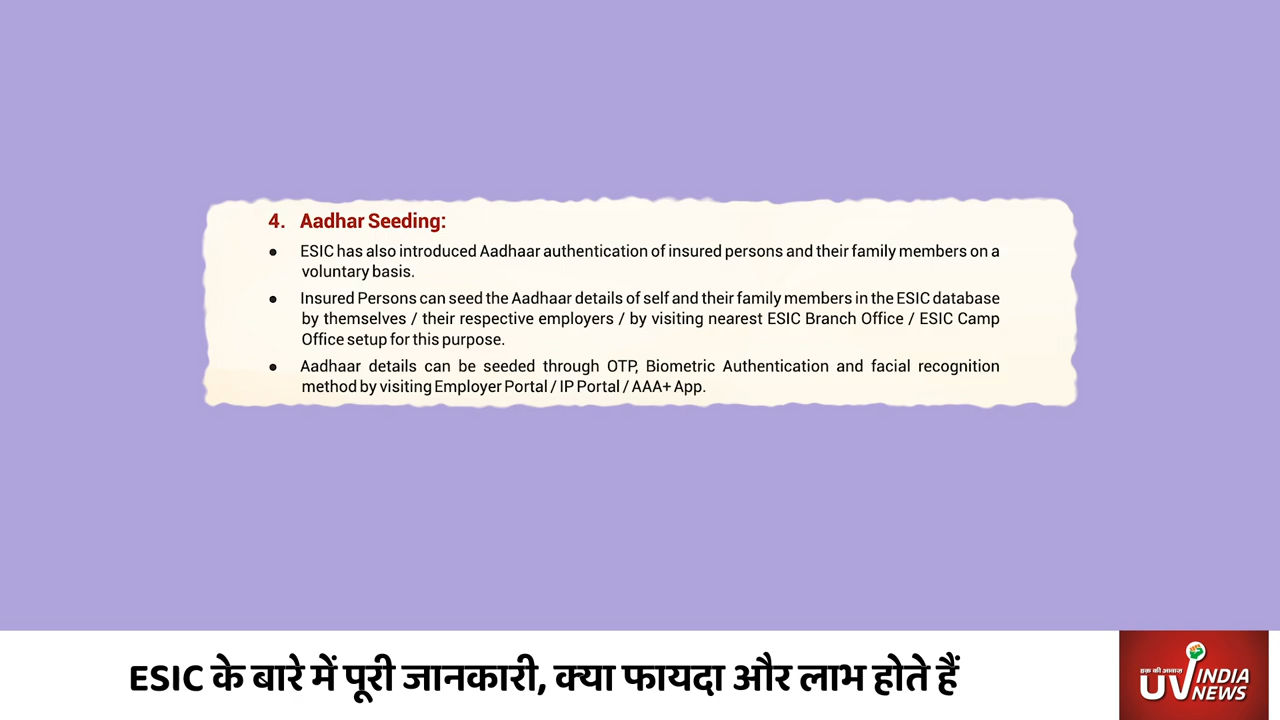 4. Aadhar Seeding:
• ESIC has also introduced Aadhaar authentication of insured persons and their family members on a
voluntary basis.
• Insured Persons can seed the Aadhaar details of self and their family members in the ESIC database
by themselves / their respective employers / by visiting nearest ESIC Branch Office / ESIC Camp
Office setup for this purpose.
• Aadhaar details can be seeded through OTP, Biometric Authentication and facial recognition
method by visiting Employer Portal / IP Portal / AAA+ App.
ESIC के बारे में पूरी जानकारी, क्या फायदा और लाभ होते हैं
हक की आवाज
UV INDIA
NEWS